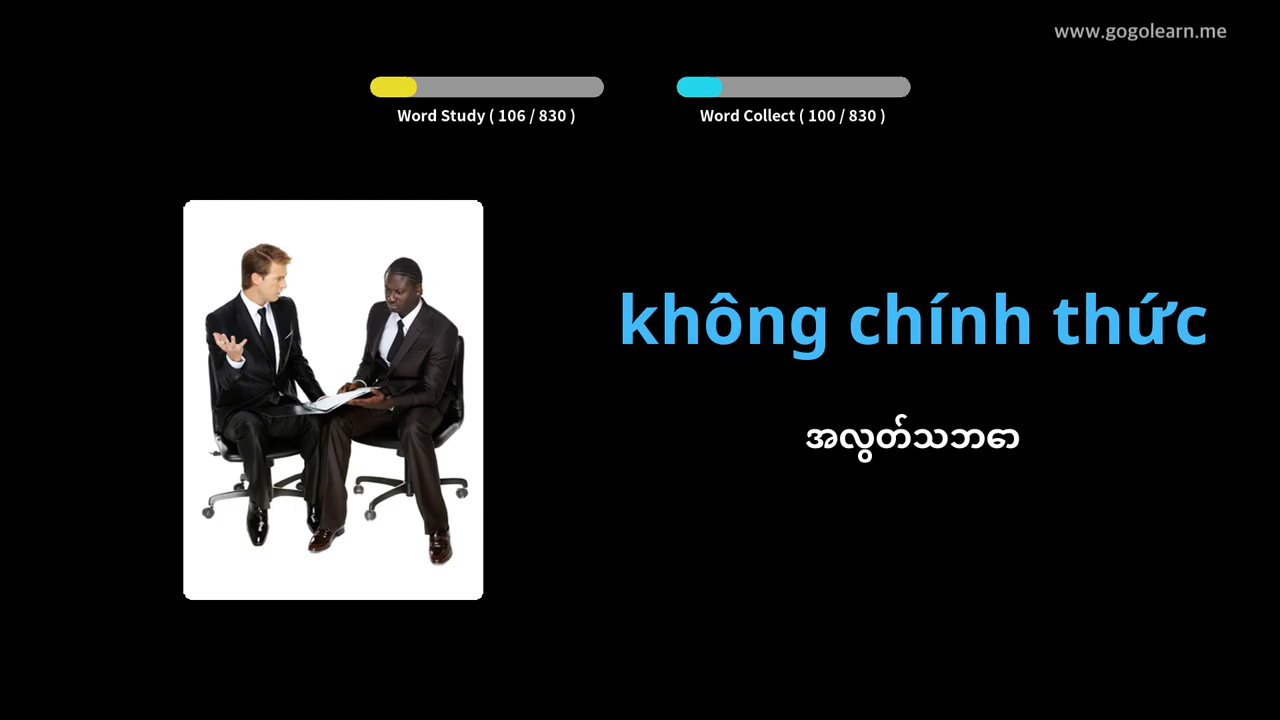 www.gogolearn.me
Word Study ( 106 / 830 )
Word Collect ( 100 / 830 )
không chính thức
အလွတ်သဘော